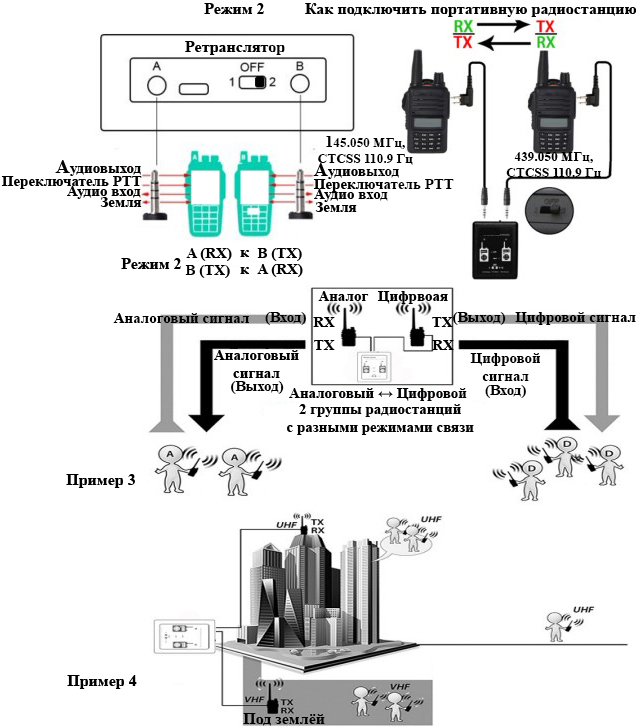 Режим 2
Как подключить портативную радиостанцию
RX TX
TX RX
Ретранслятор
A OFF B
1 2
145.050 МГц,
CTCSS 110.9 Гц
439.050 МГц,
CTCSS 110.9 Гц
Аудиовыход
Переключатель PTT
Аудио вход
Земля
A
B
Аудиовыход
Переключатель PTT
Аудио вход
Земля
Режим 2
A (RX) к B (TX)
B (TX) к A (RX)
Аналог Цифрвоая
Аналоговый сигнал (Вход) RX
TX (Выход) Цифровой сигнал
TX RX
Аналоговый
сигнал
(Выход)
Цифровой
сигнал
(Вход)
Аналоговый ↔ Цифровой
2 группы радиостанций
с разными режимами связи
A A
D D D
Пример 3
UHF TX
RX
UHF
UHF
Пример 4
VHF TX
RX
VHF
Под землёй